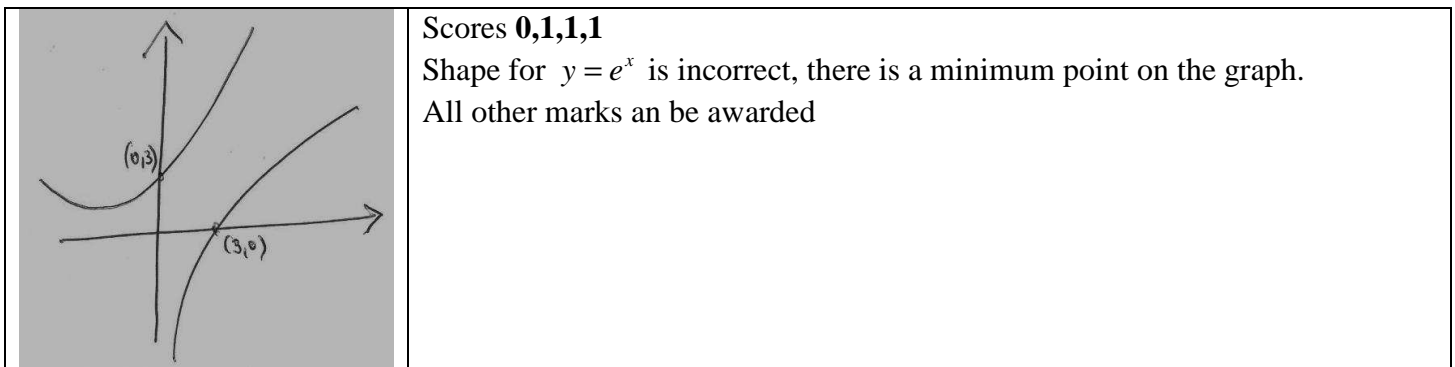 Scores 0,1,1,1
Shape for y = eˣ is incorrect, there is a minimum point on the graph.
All other marks an be awarded
(0,3)
(3,0)